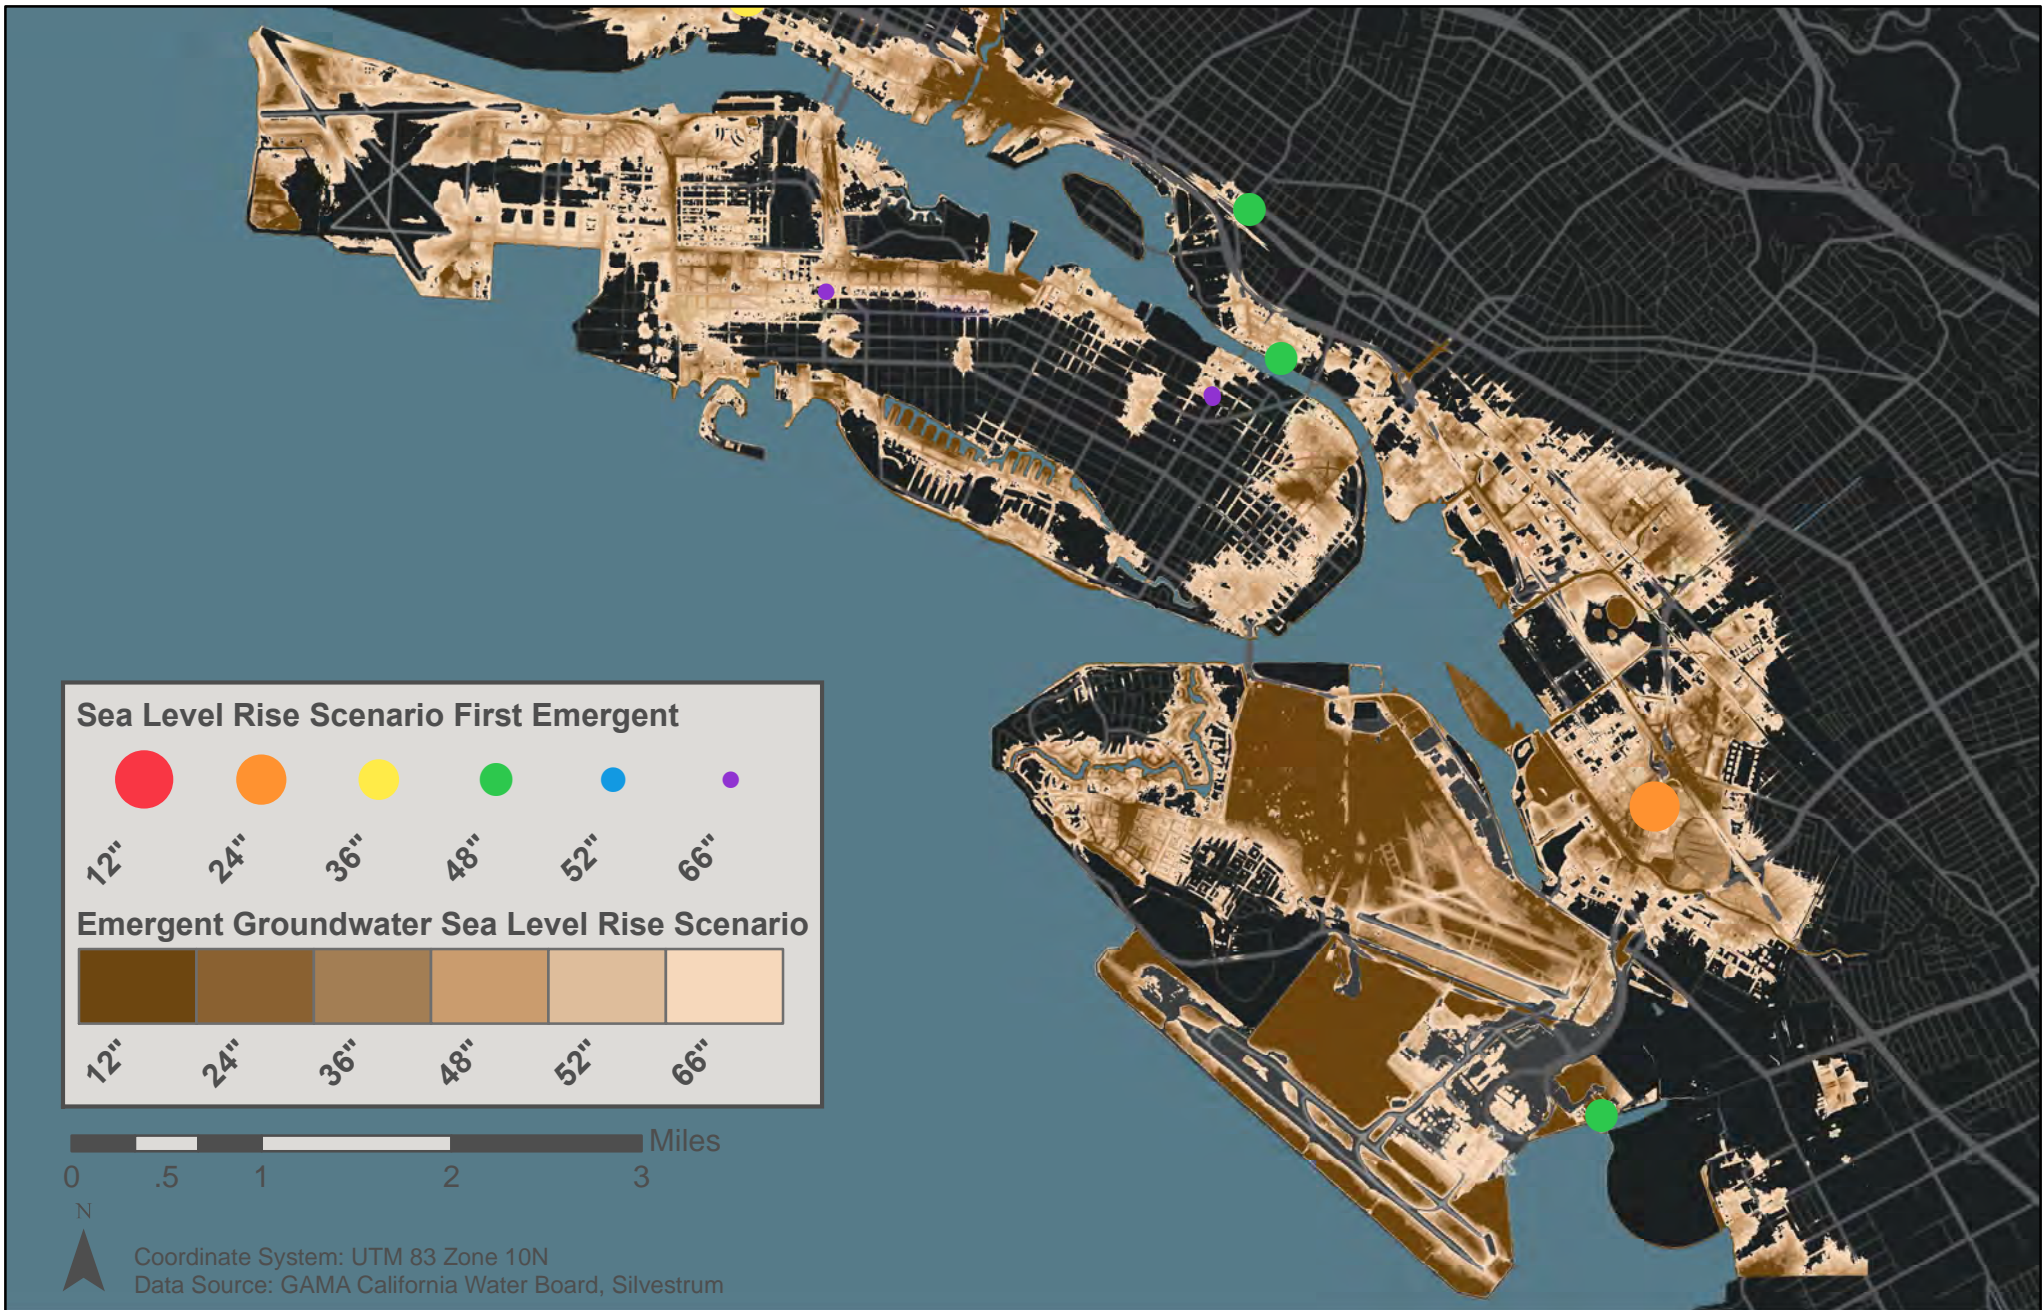 Sea Level Rise Scenario First Emergent
12" 24" 36" 48" 52" 66"
Emergent Groundwater Sea Level Rise Scenario
12" 24" 36" 48" 52" 66"
Miles
0 .5 1 2 3
N
Coordinate System: UTM 83 Zone 10N
Data Source: GAMA California Water Board, Silvestrum